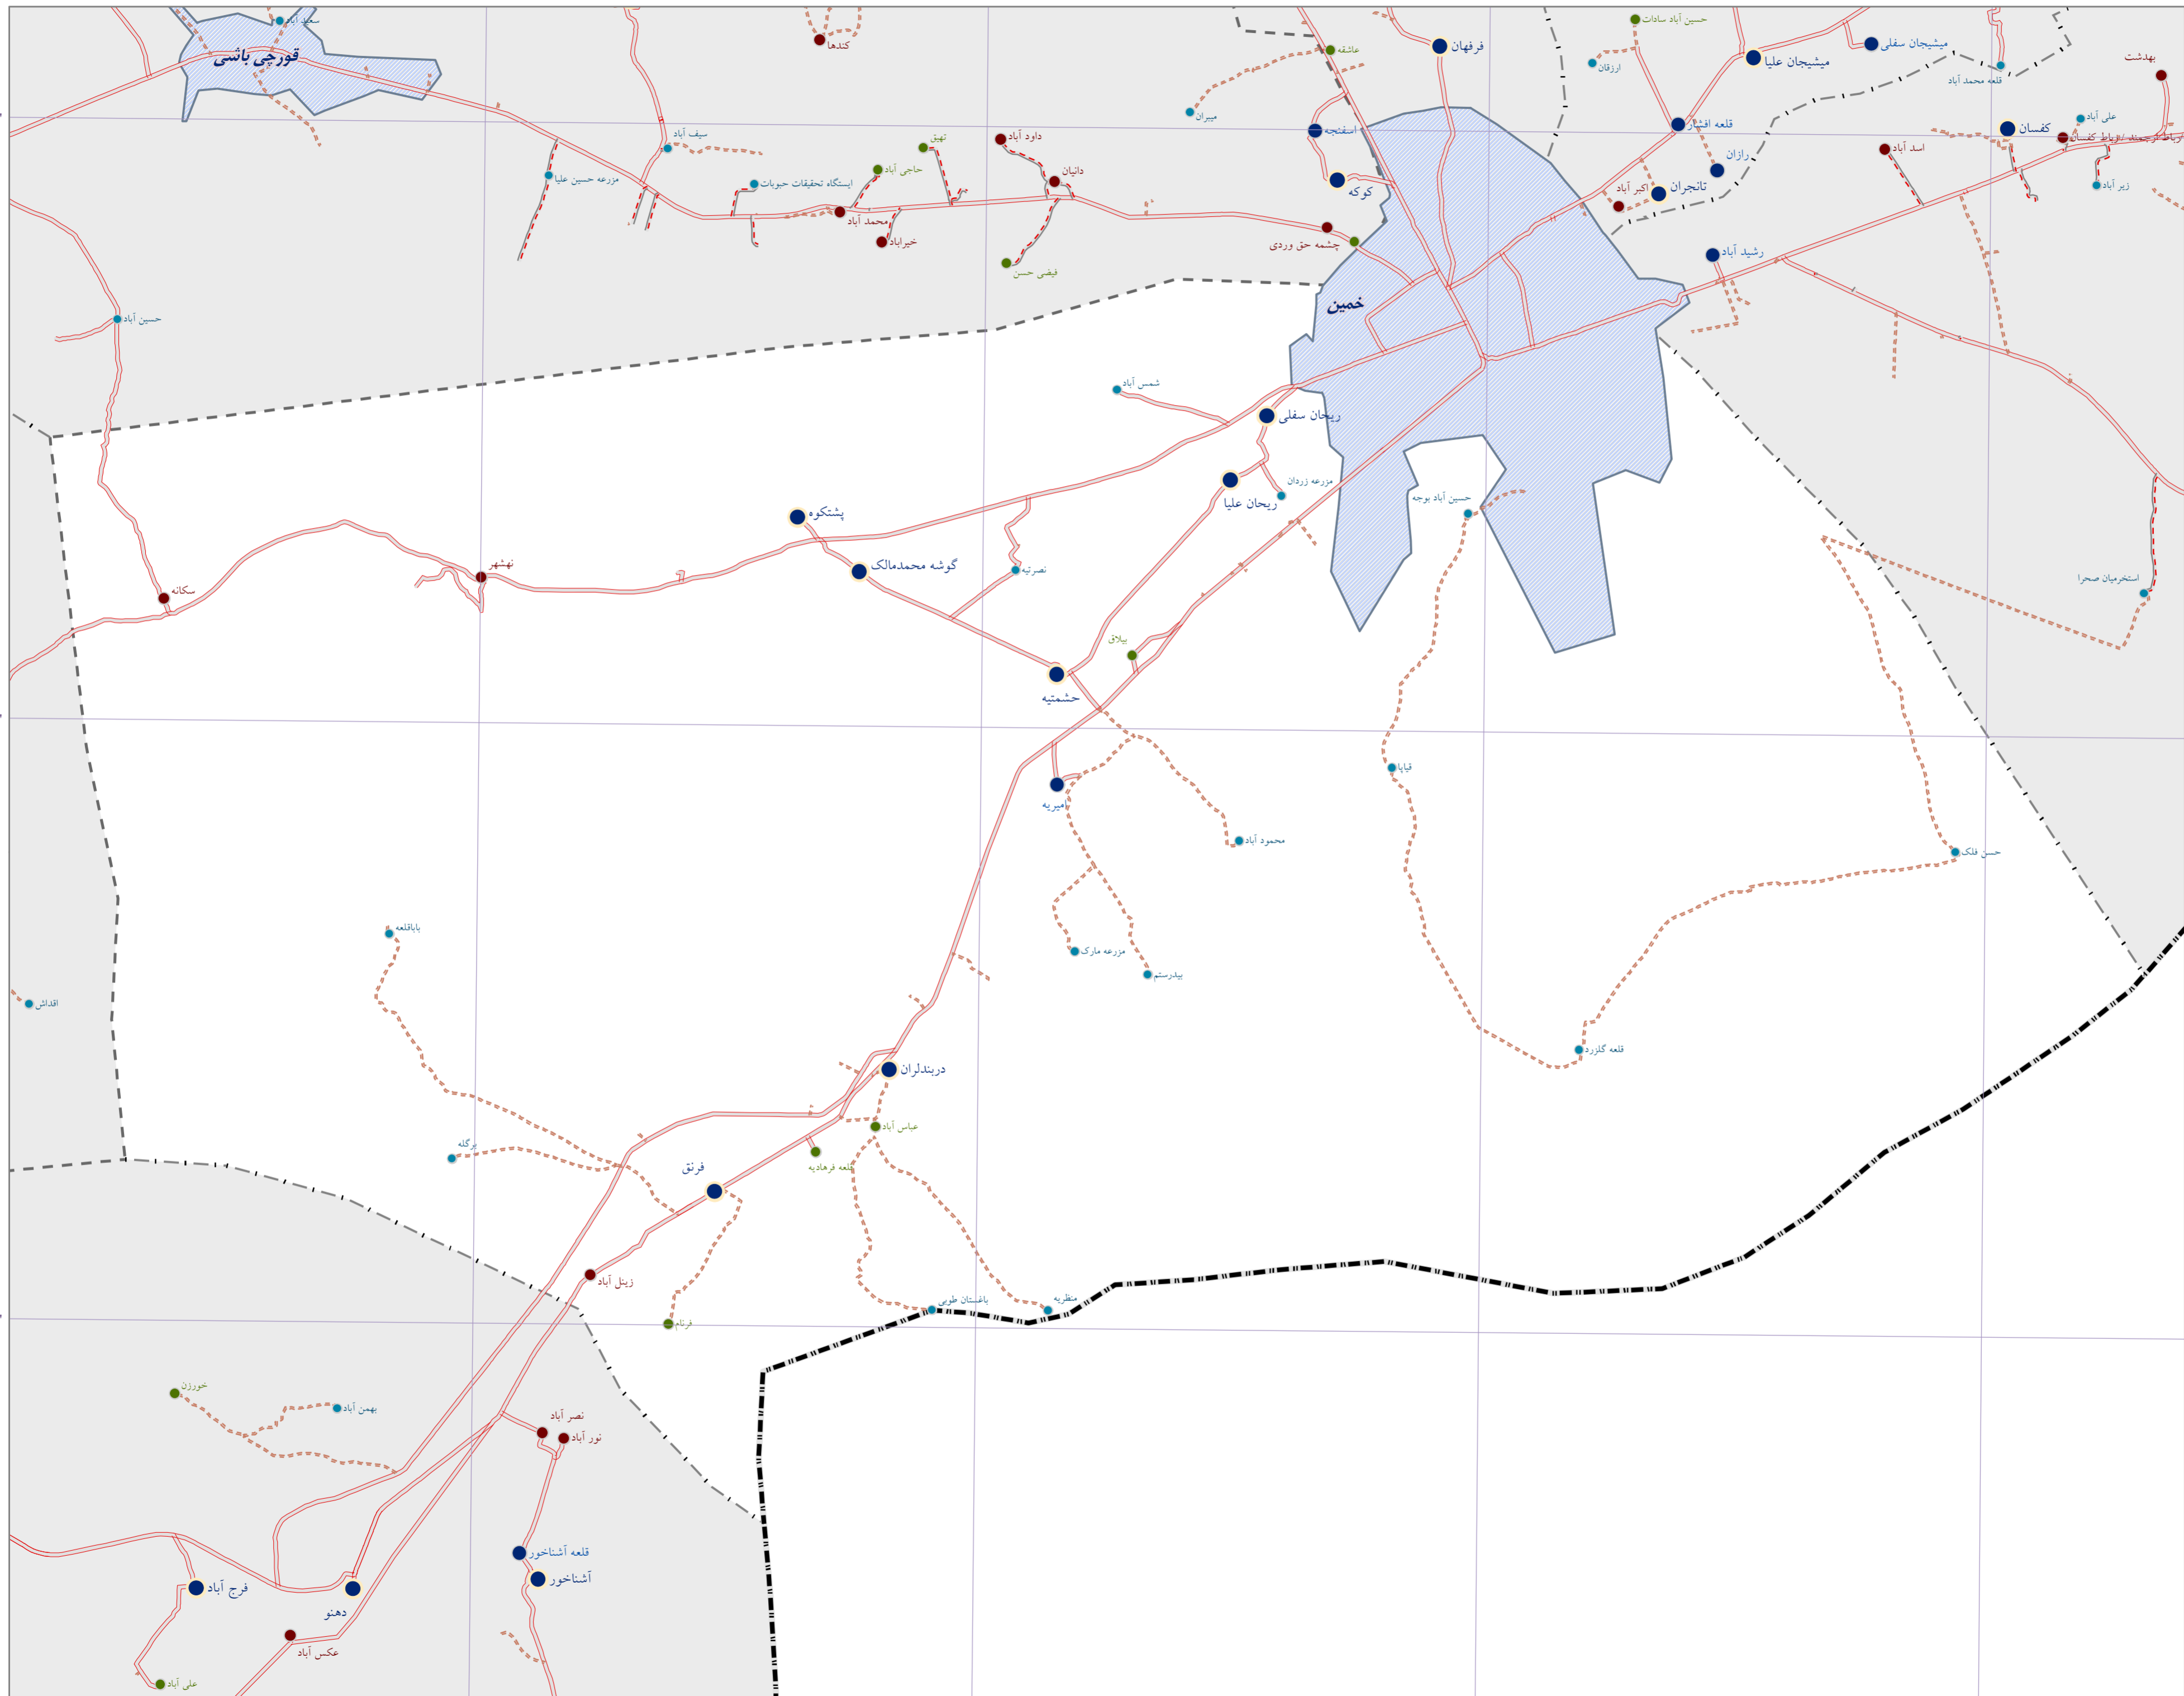 سعید آباد
قورچی باشی
کندها
عاشقه
فرفهان
حسین آباد سادات
ارزقان
میشیجان علیا
میشیجان سفلی
قلعه محمد آباد
بهدشت
میبران
سیف آباد
مزرعه حسین علیا
ایستگاه تحقیقات حبوبات
حاجی آباد
تهیق
داود آباد
دانیان
محمد آباد
خیراباد
فیضی حسن
اسفنجه
کوکه
چشمه حق وردی
خمین
قلعه افشار
رازان
تانجران
اکبر آباد
رشید آباد
اسد آباد
کفسان
علی آباد
زیر آباد
حسین آباد
شمس آباد
ریحان سفلی
ریحان علیا
مزرعه زردان
حسین آباد بوجه
استخرمیان صحرا
پشتکوه
گوشه محمدمالک
نصرتیه
نهشهر
سکانه
ییلاق
حشمتیه
امیریه
قیاپا
محمود آباد
حسن فلک
باباقلعه
مزرعه مارک
بیدرستم
اقداش
قلعه گلزرد
دربندلران
عباس آباد
قلعه فرهادیه
برگله
فرنق
زینل آباد
فرنام
باغستان طوبی
منظریه
خورزن
بهمن آباد
نصر آباد
نور آباد
قلعه آشناخور
آشناخور
فرج آباد
دهنو
عکس آباد
علی آباد